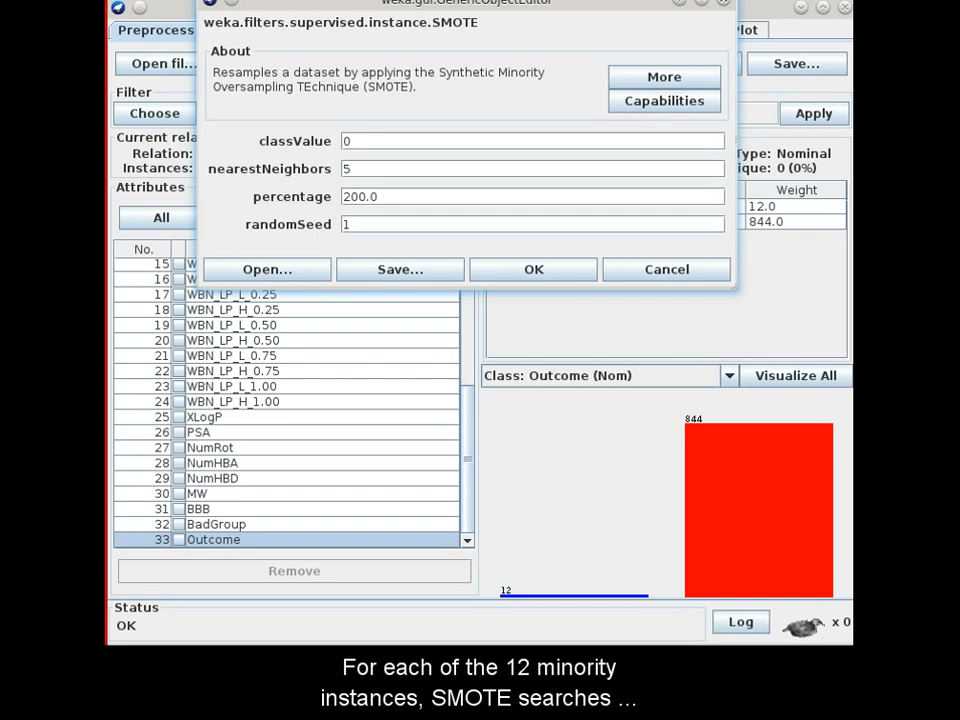 weka.gui.GenericObjectEditor
weka.filters.supervised.instance.SMOTE
Preprocess
Plot
About
Resamples a dataset by applying the Synthetic Minority
Oversampling TEchnique (SMOTE).
More
Capabilities
Open fil...
Save...
Filter
Choose
Apply
classValue 0
nearestNeighbors 5
percentage 200.0
randomSeed 1
Open...
Save...
OK
Cancel
Current rela
Relation:
Instances:
Type: Nominal
ique: 0 (0%)
Weight
12.0
844.0
Attributes
All
No.
15 W
16 W
17 WBN_LP_L_0.25
18 WBN_LP_H_0.25
19 WBN_LP_L_0.50
20 WBN_LP_H_0.50
21 WBN_LP_L_0.75
22 WBN_LP_H_0.75
23 WBN_LP_L_1.00
24 WBN_LP_H_1.00
25 XLogP
26 PSA
27 NumRot
28 NumHBA
29 NumHBD
30 MW
31 BBB
32 BadGroup
33 Outcome
Remove
Class: Outcome (Nom)
Visualize All
844
12
Status
OK
Log
x 0
For each of the 12 minority
instances, SMOTE searches ...